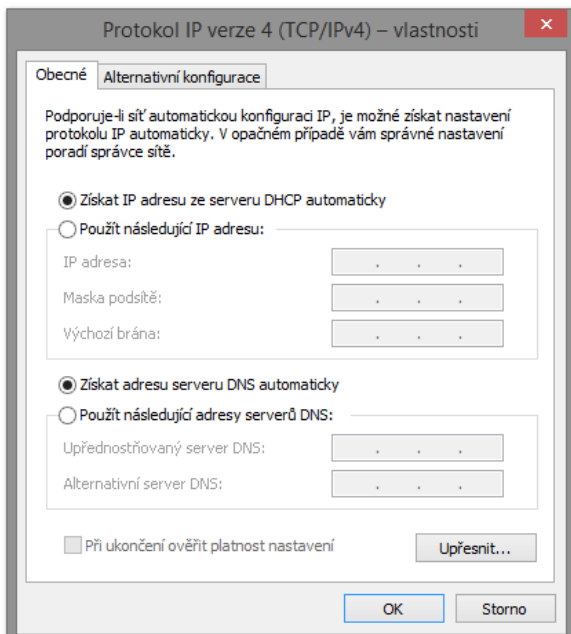 Protokol IP verze 4 (TCP/IPv4) – vlastnosti
Obecné
Alternativní konfigurace
Podporuje-li síť automatickou konfiguraci IP, je možné získat nastavení
protokolu IP automaticky. V opačném případě vám správné nastavení
poradí správce sítě.
Získat IP adresu ze serveru DHCP automaticky
Použít následující IP adresu:
IP adresa:
Maska podsítě:
Výchozí brána:
Získat adresu serveru DNS automaticky
Použít následující adresy serverů DNS:
Upřednostňovaný server DNS:
Alternativní server DNS:
Při ukončení ověřit platnost nastavení
Upřesnit...
OK
Storno